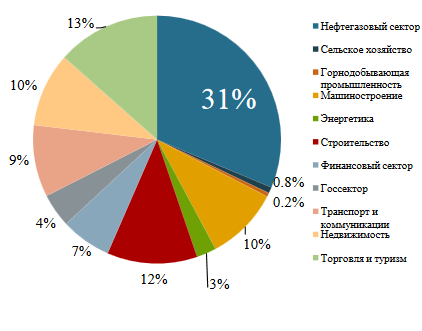 13%
31%
10%
9%
4%
7%
12%
3%
10%
0.2%
0.8%
Нефтегазовый сектор
Сельское хозяйство
Горнодобывающая
промышленность
Машиностроение
Энергетика
Строительство
Финансовый сектор
Госсектор
Транспорт и
коммуникации
Недвижимость
Торговля и туризм